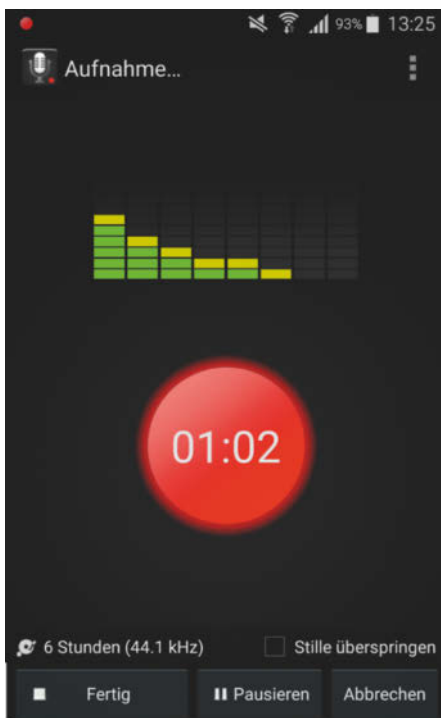 93% 13:25
Aufnahme...
01:02
6 Stunden (44.1 kHz) Stille überspringen
Fertig Pausieren Abbrechen